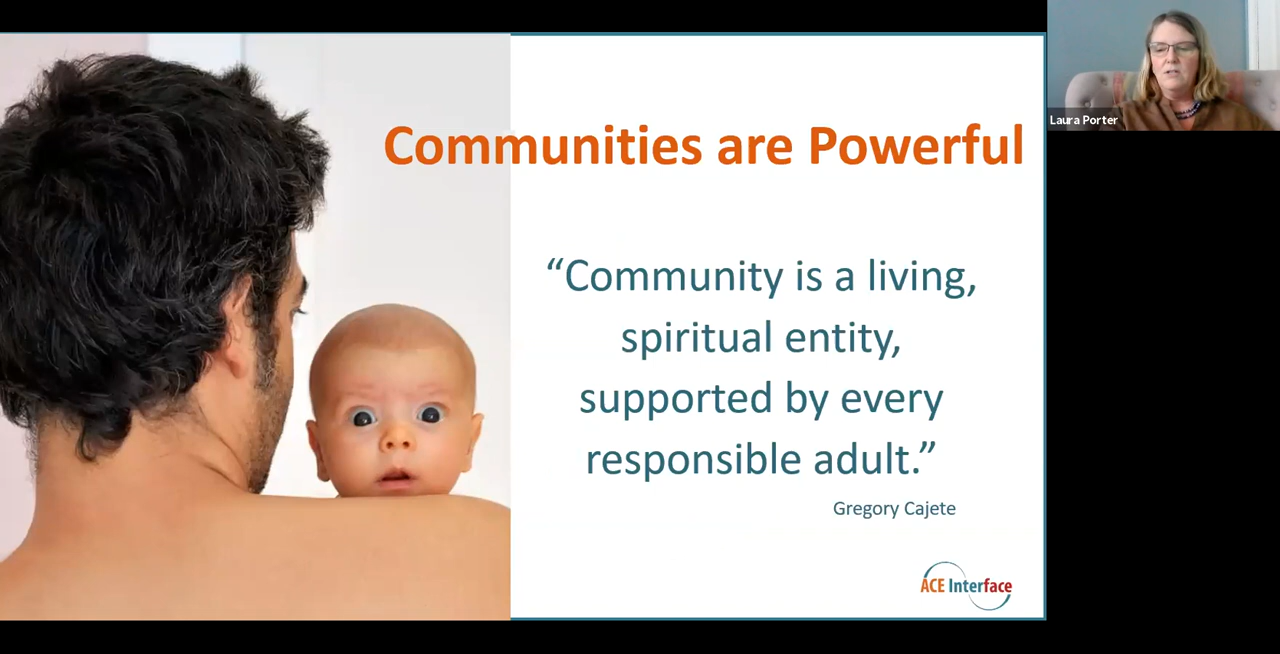 Communities are Powerful
“Community is a living,
spiritual entity,
supported by every
responsible adult.”
Gregory Cajete
ACE Interface
Laura Porter